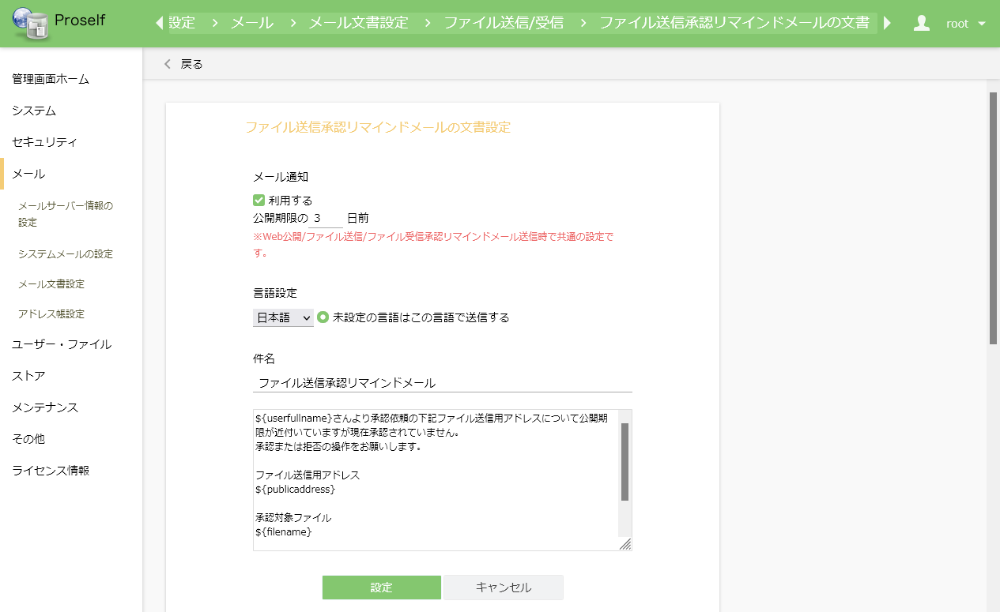 Proself
設定 > メール > メール文書設定 > ファイル送信/受信 > ファイル送信承認リマインドメールの文書
root
戻る
管理画面ホーム
システム
セキュリティ
メール
メールサーバー情報の
設定
システムメールの設定
メール文書設定
アドレス帳設定
ユーザー・ファイル
ストア
メンテナンス
その他
ライセンス情報
ファイル送信承認リマインドメールの文書設定
メール通知
利用する
公開期限の 3 日前
※Web公開/ファイル送信/ファイル受信承認リマインドメール送信時で共通の設定で
す。
言語設定
日本語 未設定の言語はこの言語で送信する
件名
ファイル送信承認リマインドメール
${userfullname}さんより承認依頼の下記ファイル送信用アドレスについて公開期
限が近付いていますが現在承認されていません。
承認または拒否の操作をお願いします。
ファイル送信用アドレス
${publicaddress}
承認対象ファイル
${filename}
設定 キャンセル